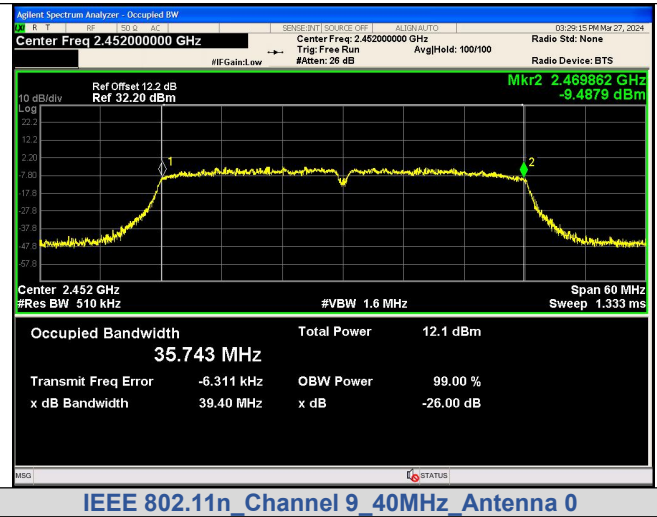 Agilent Spectrum Analyzer - Occupied BW
R T RF 50 Ω AC SENSE:INT SOURCE OFF ALIGN AUTO 03:29:15 PM Mar 27, 2024
Center Freq 2.452000000 GHz Center Freq: 2.452000000 GHz Radio Std: None
Trig: Free Run Avg|Hold: 100/100
#IFGain:Low #Atten: 26 dB Radio Device: BTS
Mkr2 2.469862 GHz
-9.4879 dBm
Ref Offset 12.2 dB
10 dB/div Ref 32.20 dBm
Log
22.2
12.2
2.20
-7.80
-17.8
-27.8
-37.8
-47.8
-57.8
1
2
Center 2.452 GHz Span 60 MHz
#Res BW 510 kHz #VBW 1.6 MHz Sweep 1.333 ms
Occupied Bandwidth Total Power 12.1 dBm
35.743 MHz
Transmit Freq Error -6.311 kHz OBW Power 99.00 %
x dB Bandwidth 39.40 MHz x dB -26.00 dB
MSG STATUS
IEEE 802.11n_Channel 9_40MHz_Antenna 0